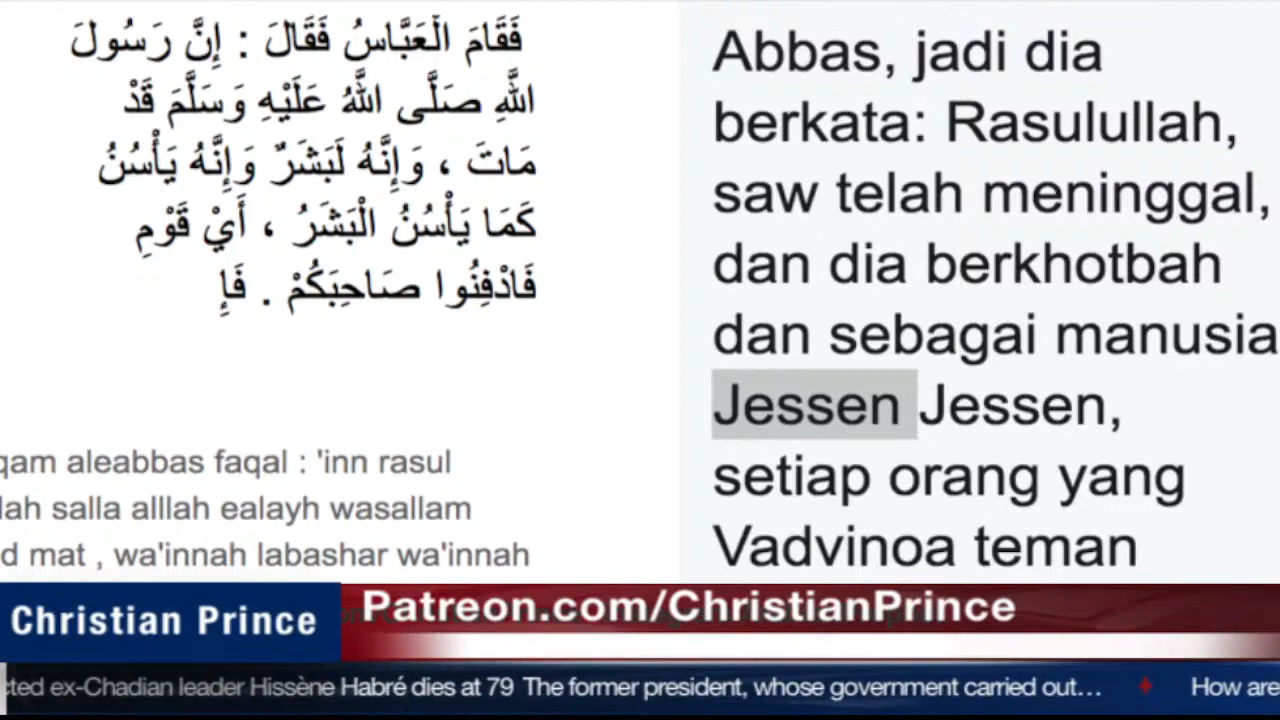 فَقَامَ الْعَبَّاسُ فَقَالَ : إِنَّ رَسُولَ
اللَّهِ صَلَّى اللَّهُ عَلَيْهِ وَسَلَّمَ قَدْ
مَاتَ ، وَإِنَّهُ لَبَشَرٌ وَإِنَّهُ يَأْسُنُ
كَمَا يَأْسُنُ الْبَشَرُ ، أَيْ قَوْمِ
فَادْفِنُوا صَاحِبَكُمْ . فَإِ
qam aleabbas faqal : 'inn rasul
lah salla alllah ealayh wasallam
d mat , wa'innah labashar wa'innah
Abbas, jadi dia
berkata: Rasulullah,
saw telah meninggal,
dan dia berkhotbah
dan sebagai manusia
Jessen Jessen,
setiap orang yang
Vadvinoa teman
Christian Prince
Patreon.com/ChristianPrince
cted ex-Chadian leader Hissène Habré dies at 79 The former president, whose government carried out… How are